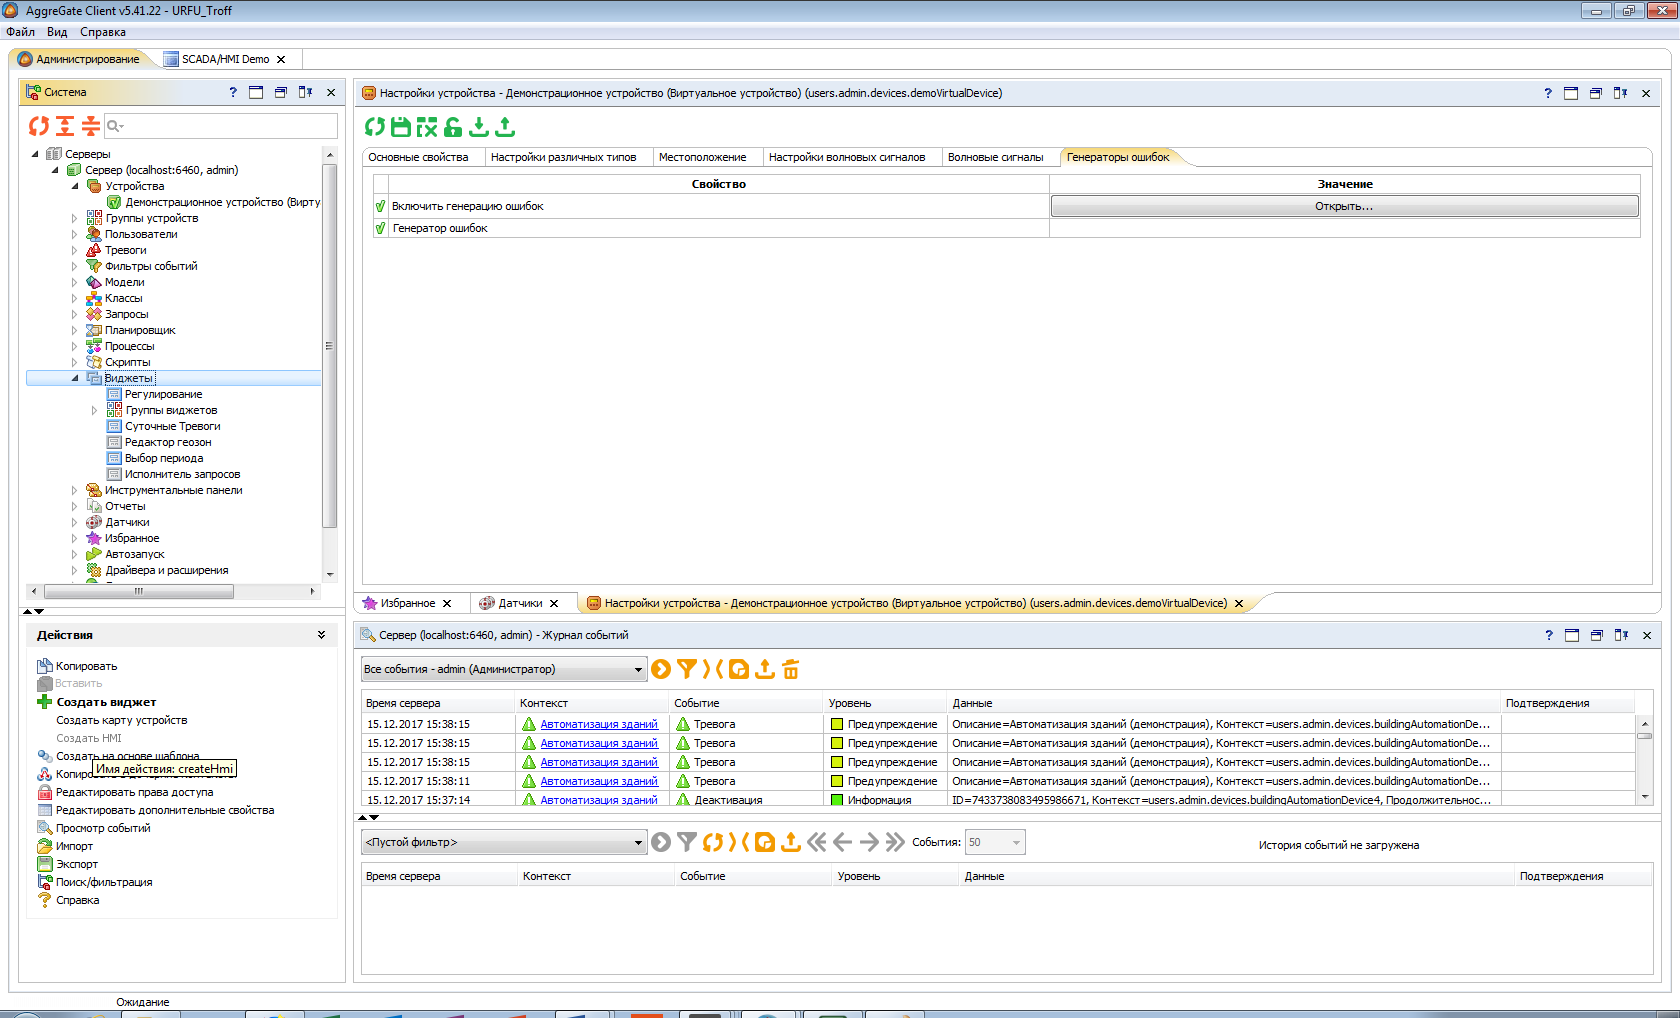 AggreGate Client v5.41.22 - URFU_Troff
Файл Вид Справка
Администрирование SCADA/HMI Demo
Система
Серверы
Сервер (localhost:6460, admin)
Устройства
Демонстрационное устройство (Вирту
Группы устройств
Пользователи
Тревоги
Фильтры событий
Модели
Классы
Запросы
Планировщик
Процессы
Скрипты
Виджеты
Регулирование
Группы виджетов
Суточные Тревоги
Редактор геозон
Выбор периода
Исполнитель запросов
Инструментальные панели
Отчеты
Датчики
Избранное
Автозапуск
Драйвера и расширения
Действия
Копировать
Вставить
Создать виджет
Создать карту устройств
Создать HMI
Создать на основе шаблона
Имя действия: createHmi
Редактировать права доступа
Редактировать дополнительные свойства
Просмотр событий
Импорт
Экспорт
Поиск/фильтрация
Справка
Настройки устройства - Демонстрационное устройство (Виртуальное устройство) (users.admin.devices.demoVirtualDevice)
Основные свойства Настройки различных типов Местоположение Настройки волновых сигналов Волновые сигналы Генераторы ошибок
Свойство Значение
Включить генерацию ошибок Открыть...
Генератор ошибок
Избранное Датчики Настройки устройства - Демонстрационное устройство (Виртуальное устройство) (users.admin.devices.demoVirtualDevice)
Сервер (localhost:6460, admin) - Журнал событий
Все события - admin (Администратор)
Время сервера Контекст Событие Уровень Данные Подтверждения
15.12.2017 15:38:15 Автоматизация зданий Тревога Предупреждение Описание=Автоматизация зданий (демонстрация), Контекст=users.admin.devices.buildingAutomationDe...
15.12.2017 15:38:15 Автоматизация зданий Тревога Предупреждение Описание=Автоматизация зданий (демонстрация), Контекст=users.admin.devices.buildingAutomationDe...
15.12.2017 15:38:15 Автоматизация зданий Тревога Предупреждение Описание=Автоматизация зданий (демонстрация), Контекст=users.admin.devices.buildingAutomationDe...
15.12.2017 15:38:11 Автоматизация зданий Тревога Предупреждение Описание=Автоматизация зданий (демонстрация), Контекст=users.admin.devices.buildingAutomationDe...
15.12.2017 15:37:14 Автоматизация зданий Деактивация Информация ID=7433738083495986671, Контекст=users.admin.devices.buildingAutomationDevice4, Продолжительнос...
<Пустой фильтр> События: 50 История событий не загружена
Время сервера Контекст Событие Уровень Данные Подтверждения
Ожидание